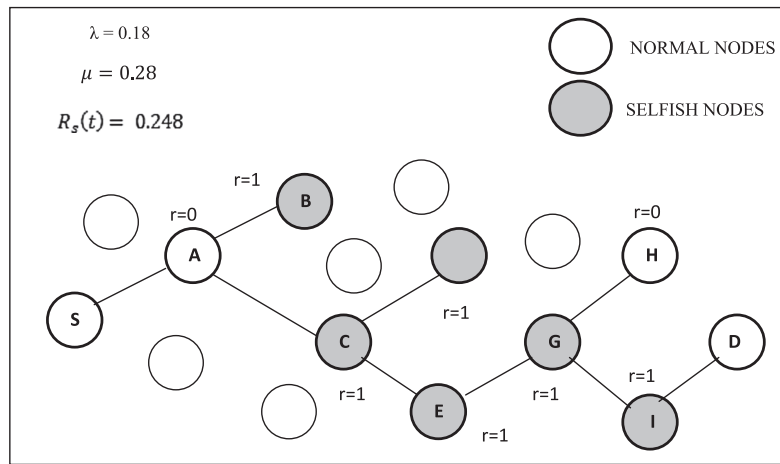 λ = 0.18
μ = 0.28
R_s(t) = 0.248
NORMAL NODES
SELFISH NODES
r=1
B
r=0
A
r=0
H
S
r=1
C
G
D
r=1
r=1
r=1
E
r=1
I